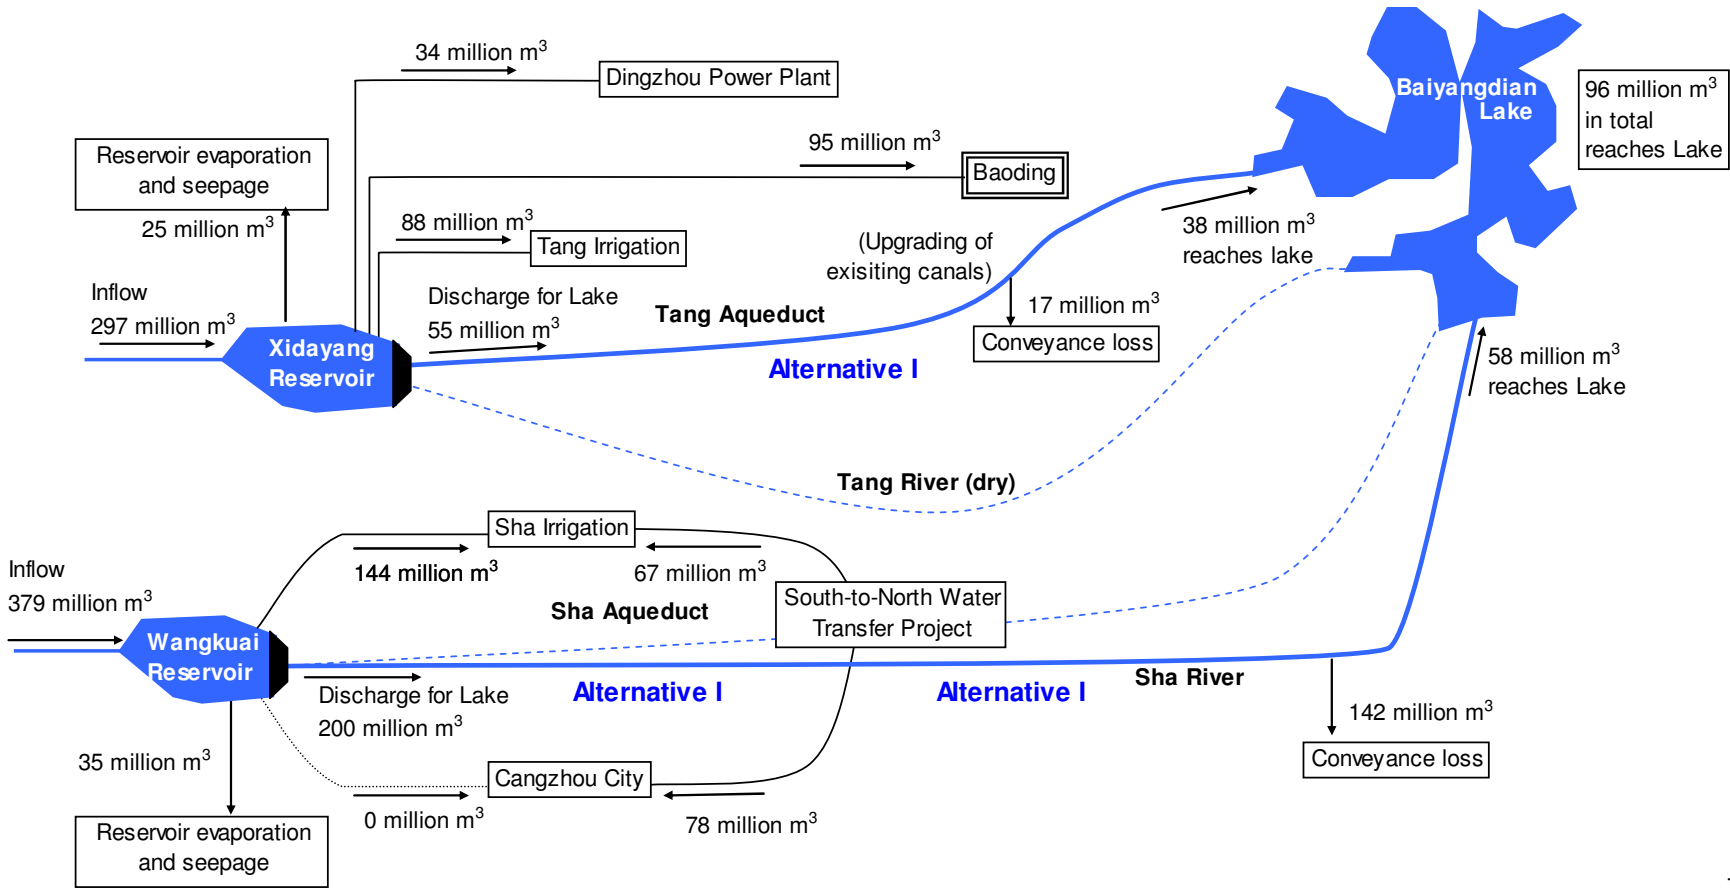 34 million m³
Dingzhou Power Plant
Baiyangdian
Lake
96 million m³
in total
reaches Lake
Reservoir evaporation
and seepage
25 million m³
95 million m³
Baoding
88 million m³
Tang Irrigation
(Upgrading of
exisiting canals)
38 million m³
reaches lake
Inflow
297 million m³
Discharge for Lake
55 million m³
Tang Aqueduct
17 million m³
Conveyance loss
Xidayang
Reservoir
Alternative I
58 million m³
reaches Lake
Tang River (dry)
Sha Irrigation
144 million m³
67 million m³
Inflow
379 million m³
Sha Aqueduct
South-to-North Water
Transfer Project
Wangkuai
Reservoir
Discharge for Lake
200 million m³
Alternative I
Alternative I
Sha River
142 million m³
Conveyance loss
35 million m³
Cangzhou City
0 million m³
78 million m³
Reservoir evaporation
and seepage